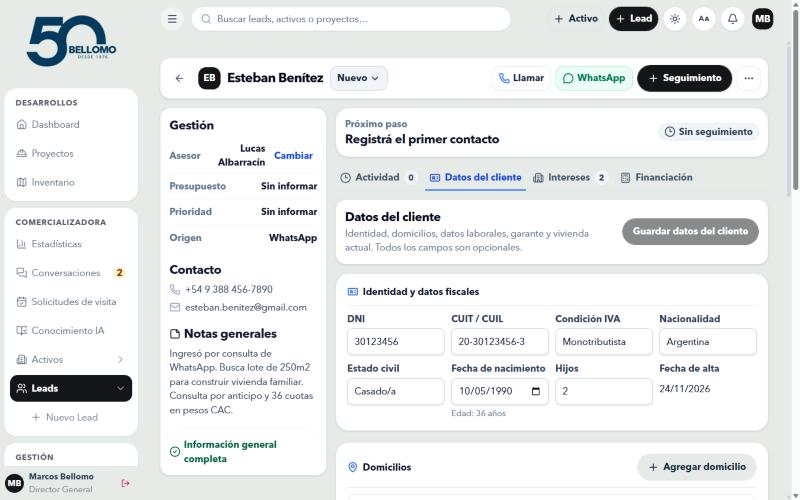 50
BELLOMO
DESDE 1976
Buscar leads, activos o proyectos...
Activo
Lead
AA
MB
DESARROLLOS
Dashboard
Proyectos
Inventario
COMERCIALIZADORA
Estadísticas
Conversaciones 2
Solicitudes de visita
Conocimiento IA
Activos
Leads
Nuevo Lead
GESTIÓN
MB
Marcos Bellomo
Director General
EB Esteban Benítez Nuevo
Llamar
WhatsApp
Seguimiento
Gestión
Asesor Lucas Albarracín Cambiar
Presupuesto Sin informar
Prioridad Sin informar
Origen WhatsApp
Contacto
+54 9 388 456-7890
esteban.benitez@gmail.com
Notas generales
Ingresó por consulta de
WhatsApp. Busca lote de 250m2
para construir vivienda familiar.
Consulta por anticipo y 36 cuotas
en pesos CAC.
Información general
completa
Próximo paso
Registrá el primer contacto
Sin seguimiento
Actividad 0
Datos del cliente
Intereses 2
Financiación
Datos del cliente
Identidad, domicilios, datos laborales, garante y vivienda
actual. Todos los campos son opcionales.
Guardar datos del cliente
Identidad y datos fiscales
DNI CUIT / CUIL Condición IVA Nacionalidad
30123456 20-30123456-3 Monotributista Argentina
Estado civil Fecha de nacimiento Hijos Fecha de alta
Casado/a 10/05/1990 2 24/11/2026
Edad: 36 años
Domicilios
Agregar domicilio